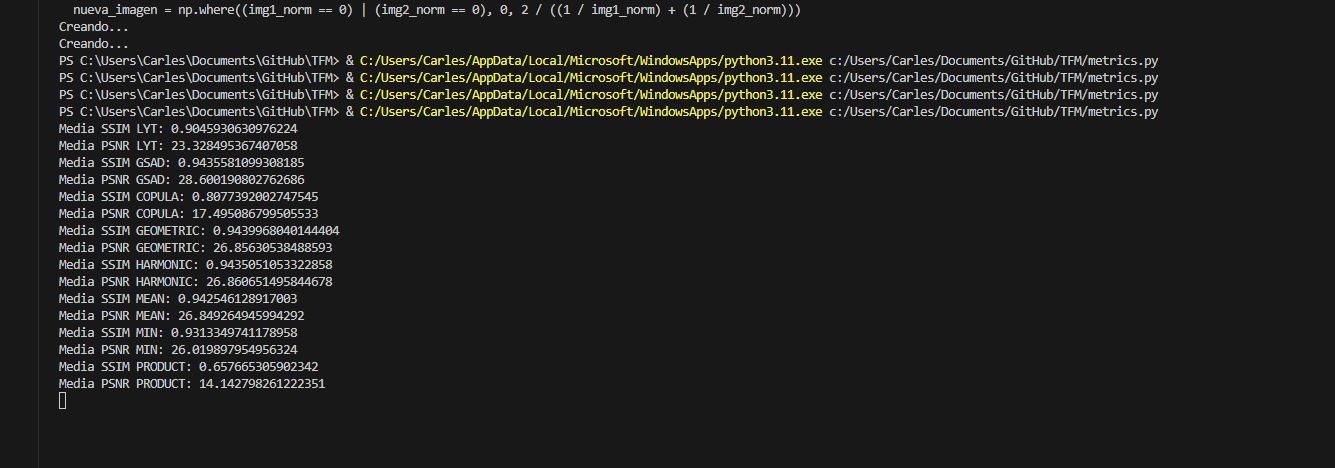 nueva_imagen = np.where((img1_norm == 0) | (img2_norm == 0), 0, 2 / ((1 / img1_norm) + (1 / img2_norm)))
Creando...
Creando...
PS C:\Users\Carles\Documents\GitHub\TFM> & C:/Users/Carles/AppData/Local/Microsoft/WindowsApps/python3.11.exe c:/Users/Carles/Documents/GitHub/TFM/metrics.py
PS C:\Users\Carles\Documents\GitHub\TFM> & C:/Users/Carles/AppData/Local/Microsoft/WindowsApps/python3.11.exe c:/Users/Carles/Documents/GitHub/TFM/metrics.py
PS C:\Users\Carles\Documents\GitHub\TFM> & C:/Users/Carles/AppData/Local/Microsoft/WindowsApps/python3.11.exe c:/Users/Carles/Documents/GitHub/TFM/metrics.py
PS C:\Users\Carles\Documents\GitHub\TFM> & C:/Users/Carles/AppData/Local/Microsoft/WindowsApps/python3.11.exe c:/Users/Carles/Documents/GitHub/TFM/metrics.py
Media SSIM LYT: 0.9045930630976224
Media PSNR LYT: 23.328495367407058
Media SSIM GSAD: 0.9435581099308185
Media PSNR GSAD: 28.600190802762686
Media SSIM COPULA: 0.8077392002747545
Media PSNR COPULA: 17.495086799505533
Media SSIM GEOMETRIC: 0.9439968040144404
Media PSNR GEOMETRIC: 26.85630538488593
Media SSIM HARMONIC: 0.9435051053322858
Media PSNR HARMONIC: 26.860651495844678
Media SSIM MEAN: 0.942546128917003
Media PSNR MEAN: 26.849264945994292
Media SSIM MIN: 0.9313349741178958
Media PSNR MIN: 26.019897954956324
Media SSIM PRODUCT: 0.657665305902342
Media PSNR PRODUCT: 14.142798261222351